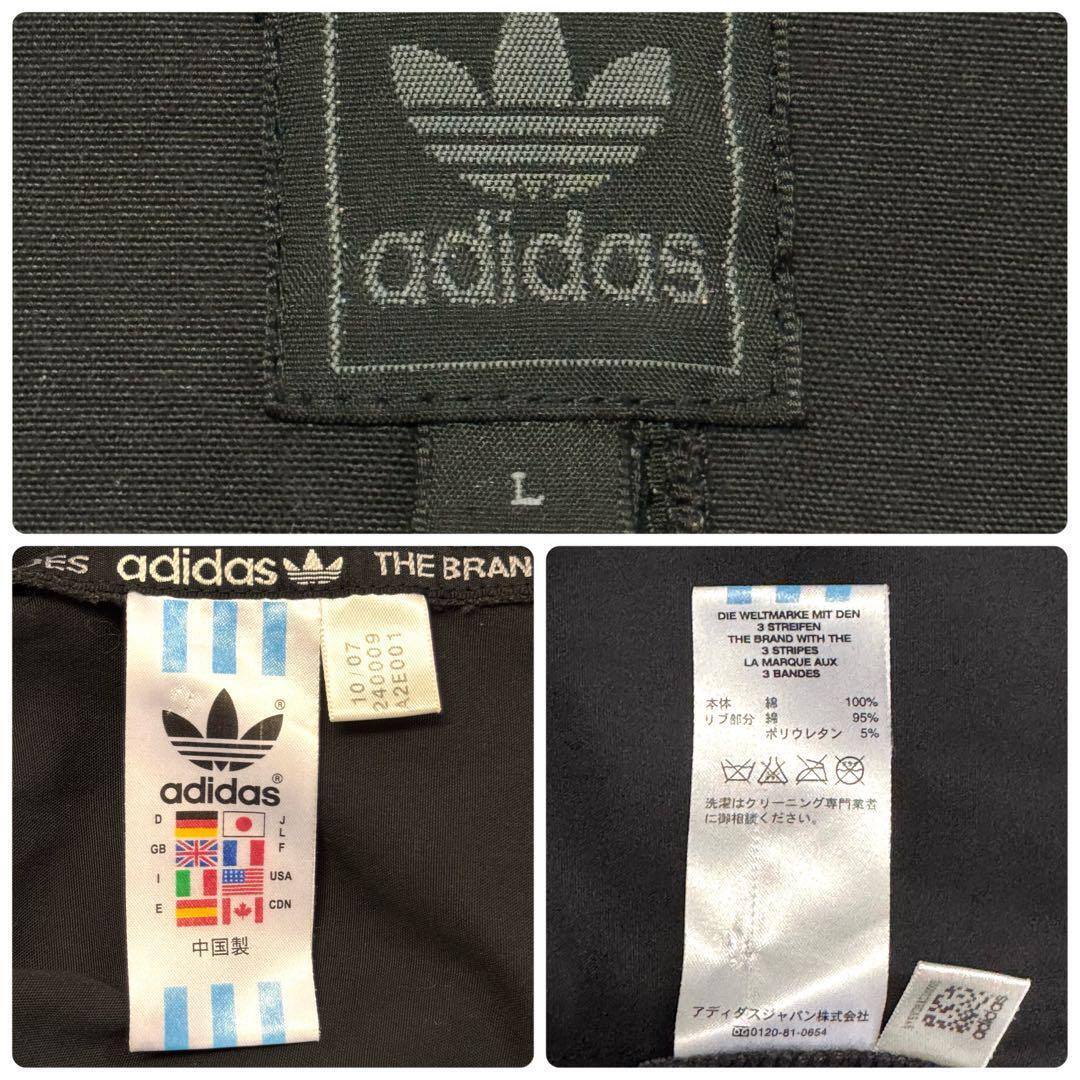 adidas
L
GES adidas THE BRAN
10/07
240009
A2E001
®
adidas®
D J
L
GB F
I USA
E CDN
中国製
DIE WELTMARKE MIT DEN
3 STREIFEN
THE BRAND WITH THE
3 STRIPES
LA MARQUE AUX
3 BANDES
本体 綿 100%
リブ部分 綿 95%
ポリウレタン 5%
洗濯はクリーニング専門業者
に御相談ください。
アディダスジャパン株式会社
0120-81-0654
adidas